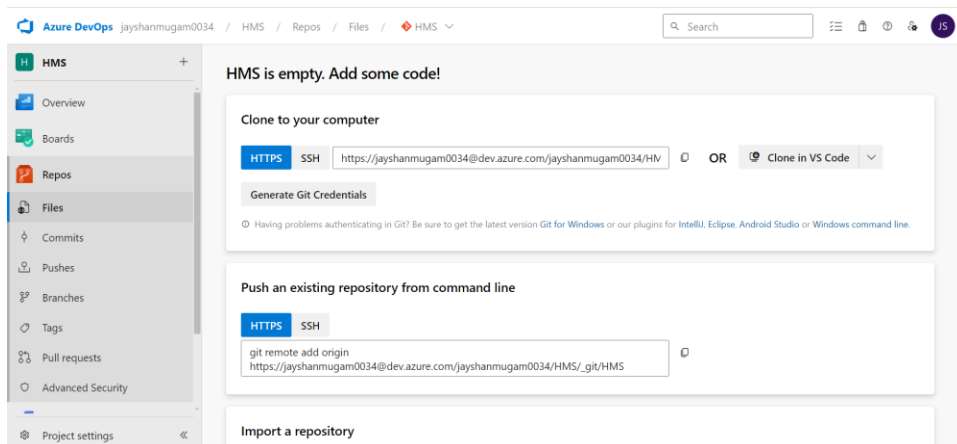 Azure DevOps jayshanmugam0034 / HMS / Repos / Files / HMS
Search
JS
H HMS +
Overview
Boards
Repos
Files
Commits
Pushes
Branches
Tags
Pull requests
Advanced Security
Project settings
HMS is empty. Add some code!
Clone to your computer
HTTPS SSH https://jayshanmugam0034@dev.azure.com/jayshanmugam0034/HM OR Clone in VS Code
Generate Git Credentials
Having problems authenticating in Git? Be sure to get the latest version Git for Windows or our plugins for IntelliJ, Eclipse, Android Studio or Windows command line.
Push an existing repository from command line
HTTPS SSH
git remote add origin
https://jayshanmugam0034@dev.azure.com/jayshanmugam0034/HMS/_git/HMS
Import a repository